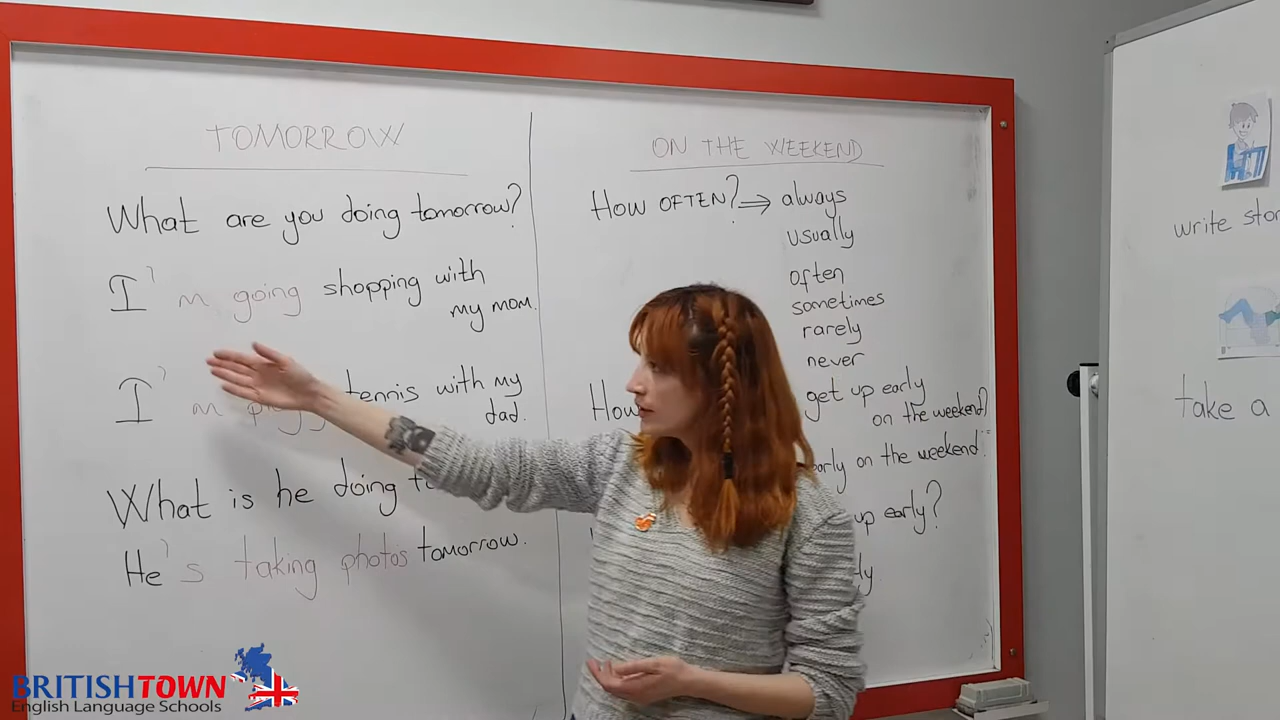 TOMORROW
What are you doing tomorrow?
I'm going shopping with
my mom.
I'm tennis with my
dad.
What is he doing
He's taking photos tomorrow.
ON THE WEEKEND
HOW OFTEN? ⇒ always
usually
often
sometimes
rarely
never
How get up early
on the weekend?
early on the weekend.
up early?
write
take a
BRITISHTOWN
English Language Schools